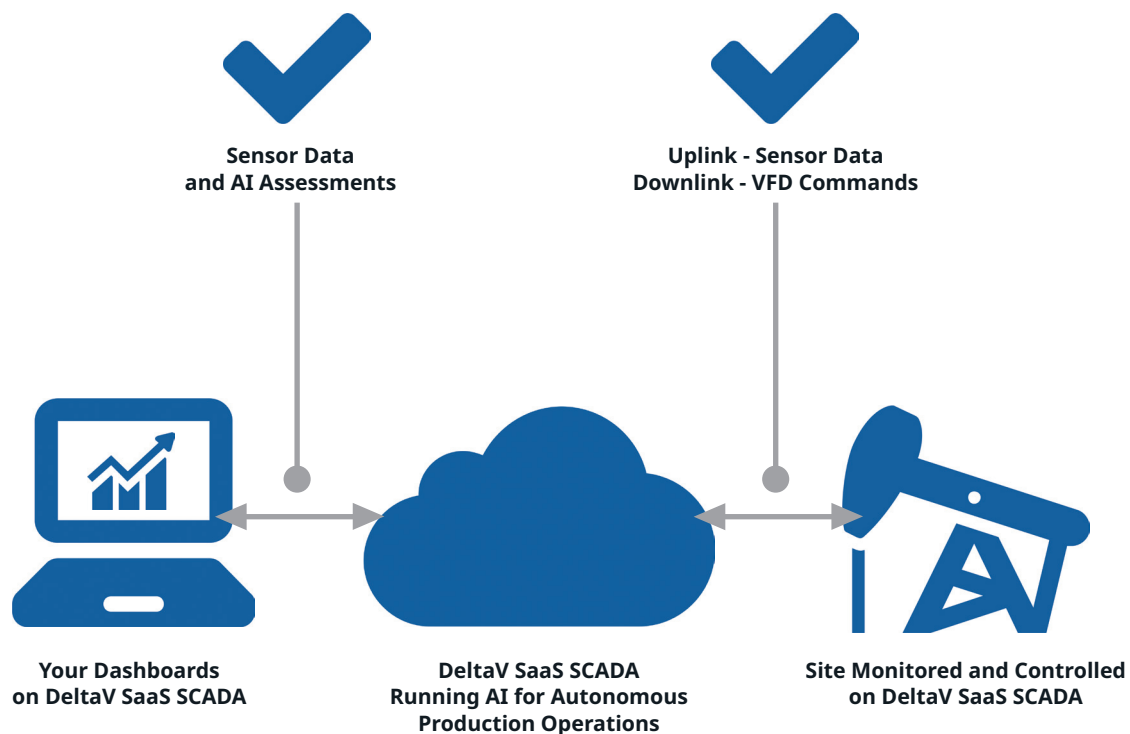 Sensor Data
and AI Assessments
Uplink - Sensor Data
Downlink - VFD Commands
Your Dashboards
on DeltaV SaaS SCADA
DeltaV SaaS SCADA
Running AI for Autonomous
Production Operations
Site Monitored and Controlled
on DeltaV SaaS SCADA